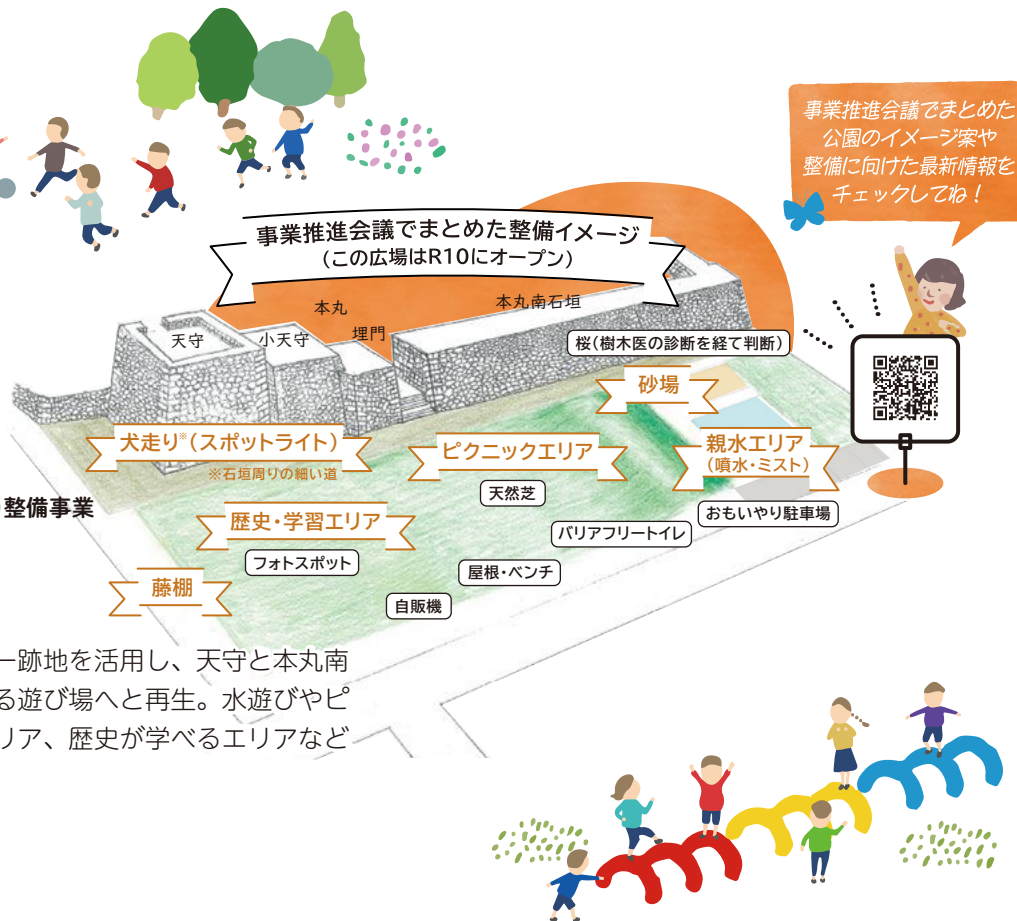 事業推進会議でまとめた
公園のイメージ案や
整備に向けた最新情報を
チェックしてね！
事業推進会議でまとめた整備イメージ
（この広場はR10にオープン）
本丸
本丸南石垣
天守
小天守
埋門
桜（樹木医の診断を経て判断）
砂場
犬走り※（スポットライト）
※石垣周りの細い道
ピクニックエリア
親水エリア
（噴水・ミスト）
天然芝
整備事業
歴史・学習エリア
おもいやり駐車場
バリアフリートイレ
フォトスポット
屋根・ベンチ
藤棚
自販機
ー跡地を活用し、天守と本丸南
る遊び場へと再生。水遊びやピ
リア、歴史が学べるエリアなど